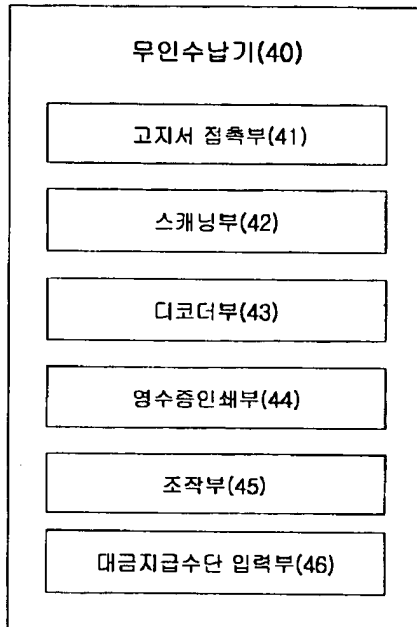 무인수납기(40)
고지서 접촉부(41)
스캐닝부(42)
디코더부(43)
영수증인쇄부(44)
조작부(45)
대금지급수단 입력부(46)